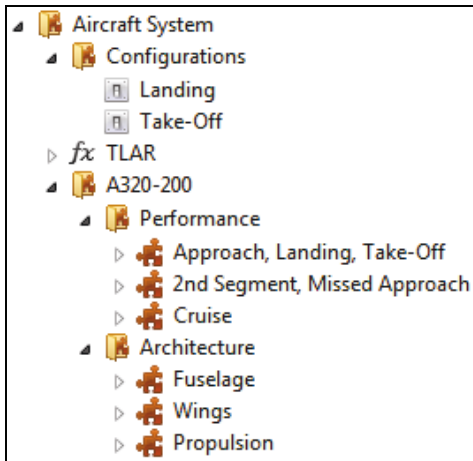 Aircraft System
Configurations
Landing
Take-Off
fx TLAR
A320-200
Performance
Approach, Landing, Take-Off
2nd Segment, Missed Approach
Cruise
Architecture
Fuselage
Wings
Propulsion